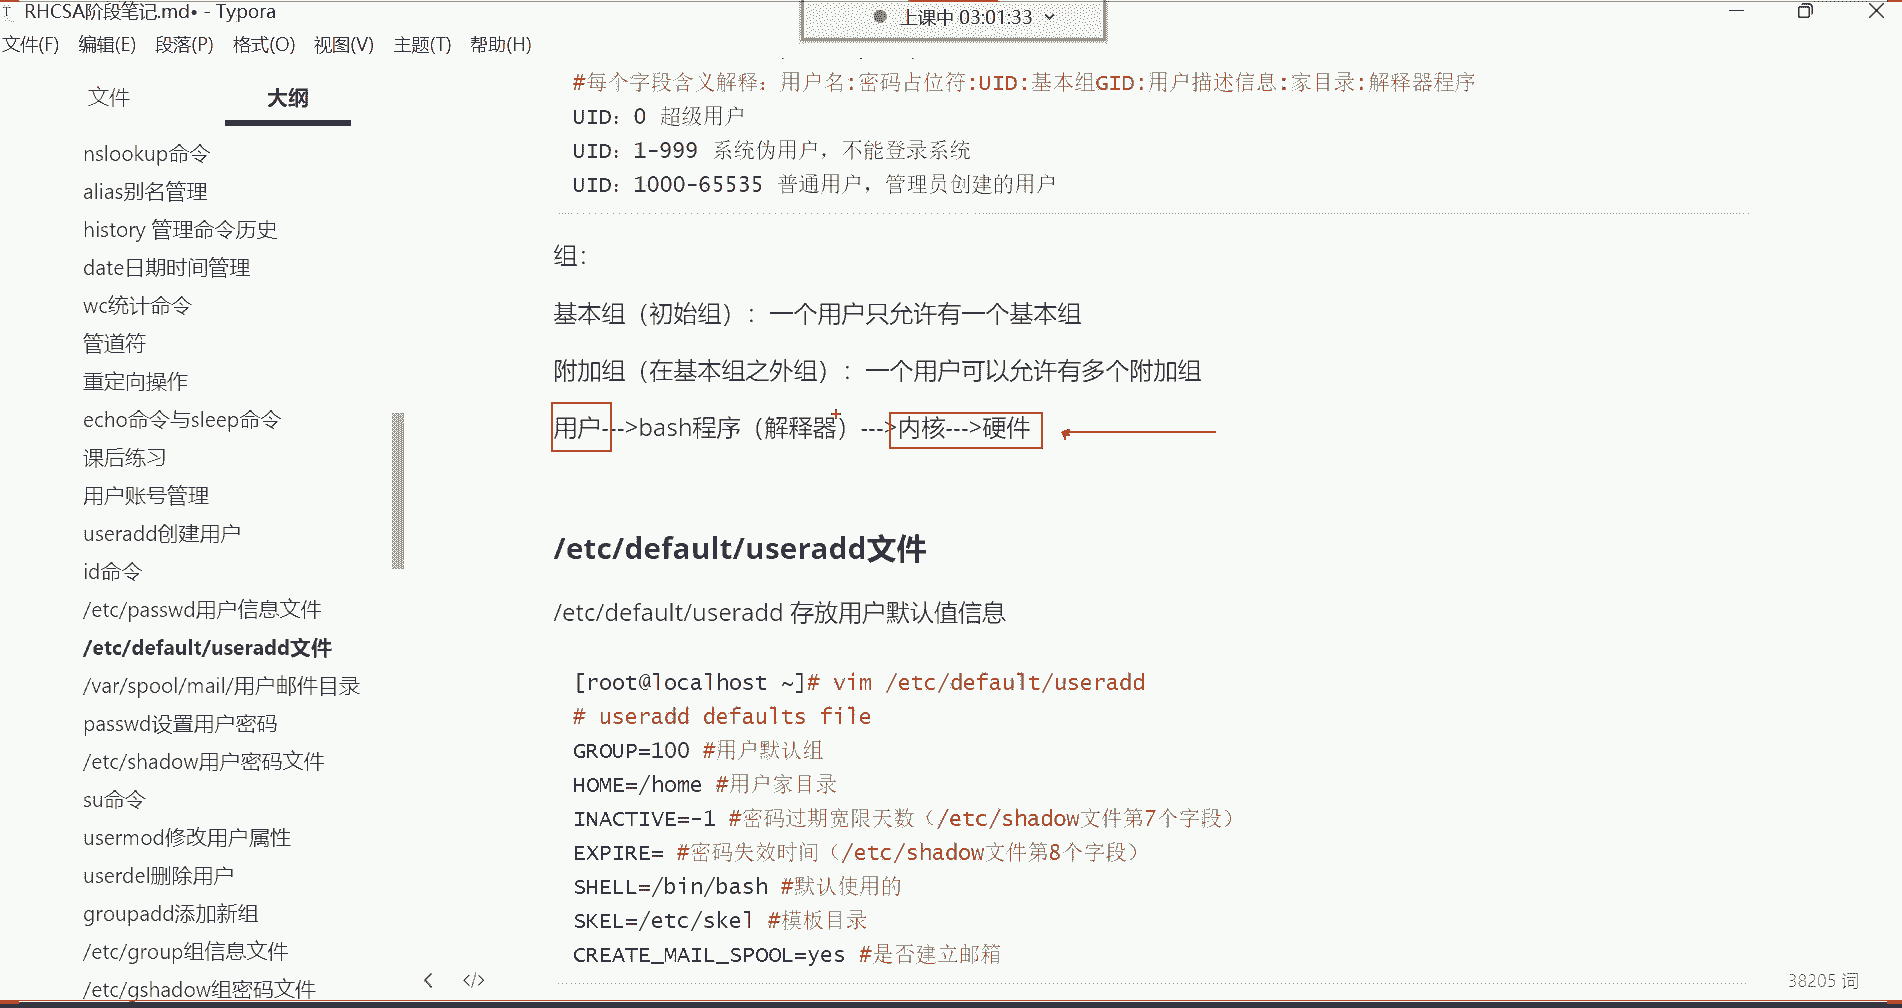 RHCSA阶段笔记.md• - Typora
上课中 03:01:33
文件(F) 编辑(E) 段落(P) 格式(O) 视图(V) 主题(T) 帮助(H)
文件 大纲
nslookup命令
alias别名管理
history 管理命令历史
date日期时间管理
wc统计命令
管道符
重定向操作
echo命令与sleep命令
课后练习
用户账号管理
useradd创建用户
id命令
/etc/passwd用户信息文件
/etc/default/useradd文件
/var/spool/mail/用户邮件目录
passwd设置用户密码
/etc/shadow用户密码文件
su命令
usermod修改用户属性
userdel删除用户
groupadd添加新组
/etc/group组信息文件
/etc/gshadow组密码文件
#每个字段含义解释：用户名:密码占位符:UID:基本组GID:用户描述信息:家目录:解释器程序
UID：0 超级用户
UID：1-999 系统伪用户，不能登录系统
UID：1000-65535 普通用户，管理员创建的用户
组：
基本组（初始组）：一个用户只允许有一个基本组
附加组（在基本组之外组）：一个用户可以允许有多个附加组
用户--->bash程序（解释器）--->内核--->硬件
/etc/default/useradd文件
/etc/default/useradd 存放用户默认值信息
[root@localhost ~]# vim /etc/default/useradd
# useradd defaults file
GROUP=100 #用户默认组
HOME=/home #用户家目录
INACTIVE=-1 #密码过期宽限天数（/etc/shadow文件第7个字段）
EXPIRE= #密码失效时间（/etc/shadow文件第8个字段）
SHELL=/bin/bash #默认使用的
SKEL=/etc/skel #模板目录
CREATE_MAIL_SPOOL=yes #是否建立邮箱
38205 词